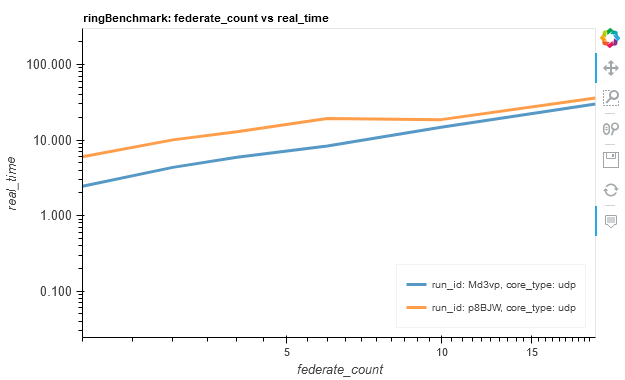 ringBenchmark: federate_count vs real_time
100.000
10.000
1.000
0.100
real_time
5
10
15
federate_count
run_id: Md3vp, core_type: udp
run_id: p8BJW, core_type: udp